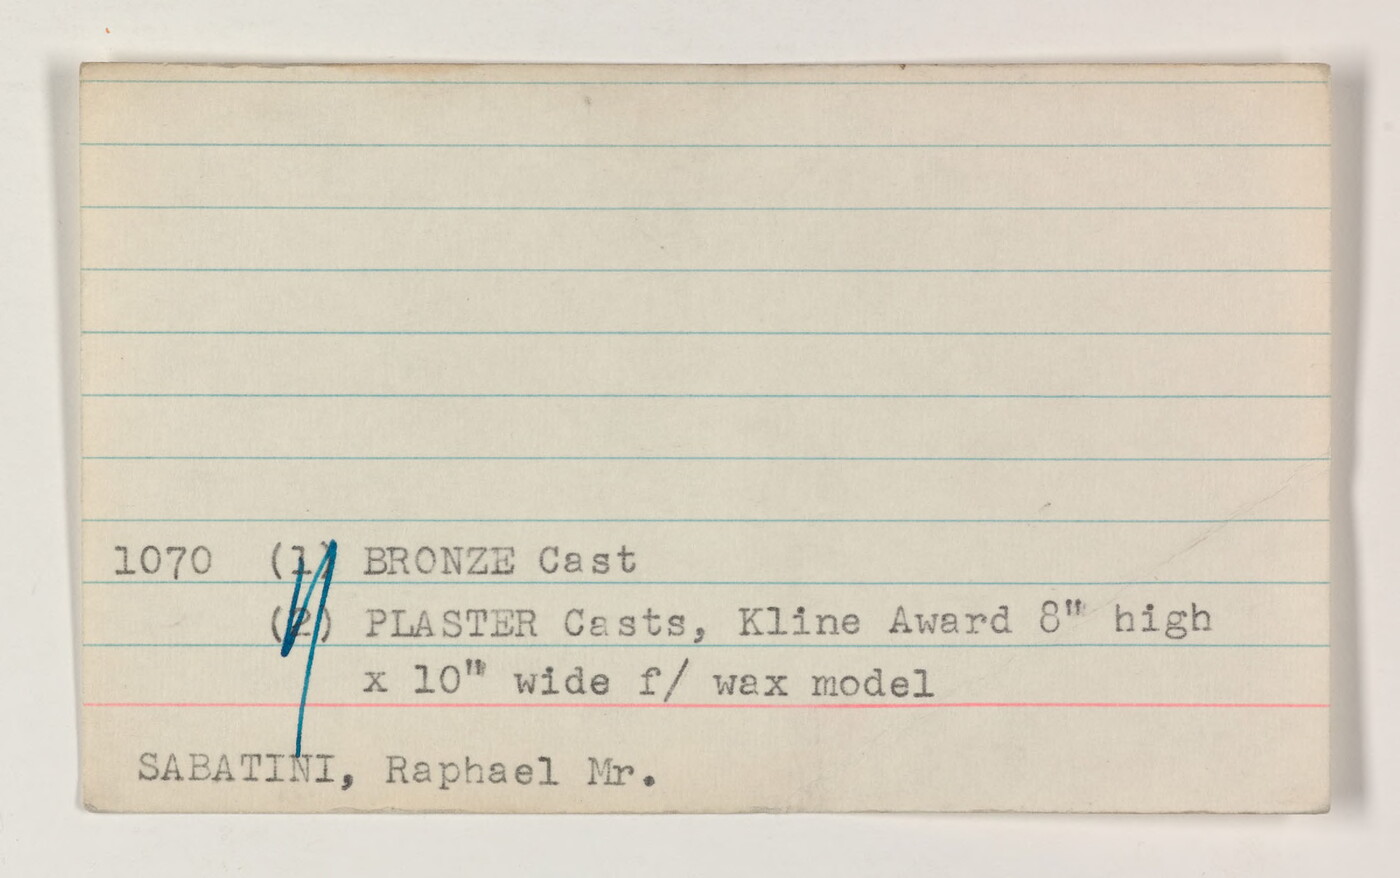 1070 (1) BRONZE Cast
(2) PLASTER Casts, Kline Award 8" high
x 10" wide f/ wax model
SABATINI, Raphael Mr.